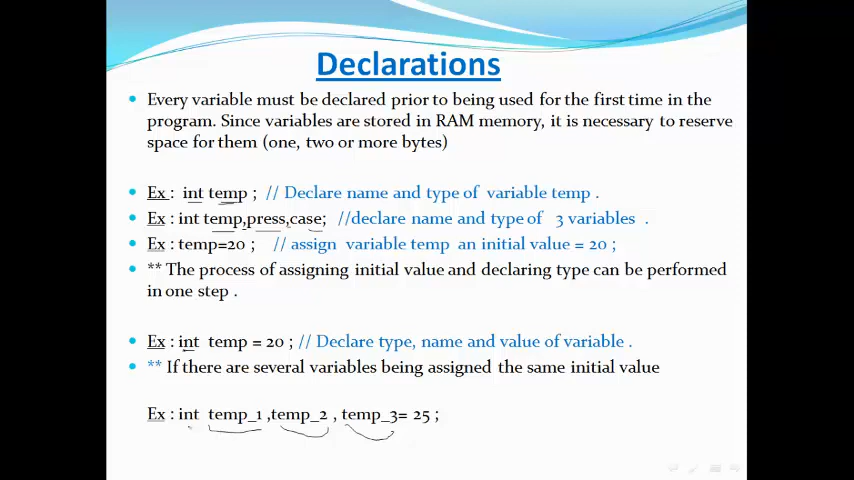 Declarations
Every variable must be declared prior to being used for the first time in the
program. Since variables are stored in RAM memory, it is necessary to reserve
space for them (one, two or more bytes)
Ex : int temp ; // Declare name and type of variable temp .
Ex : int temp,press,case; //declare name and type of 3 variables .
Ex : temp=20 ; // assign variable temp an initial value = 20 ;
** The process of assigning initial value and declaring type can be performed
in one step .
Ex : int temp = 20 ; // Declare type, name and value of variable .
** If there are several variables being assigned the same initial value
Ex : int temp_1 ,temp_2 , temp_3= 25 ;